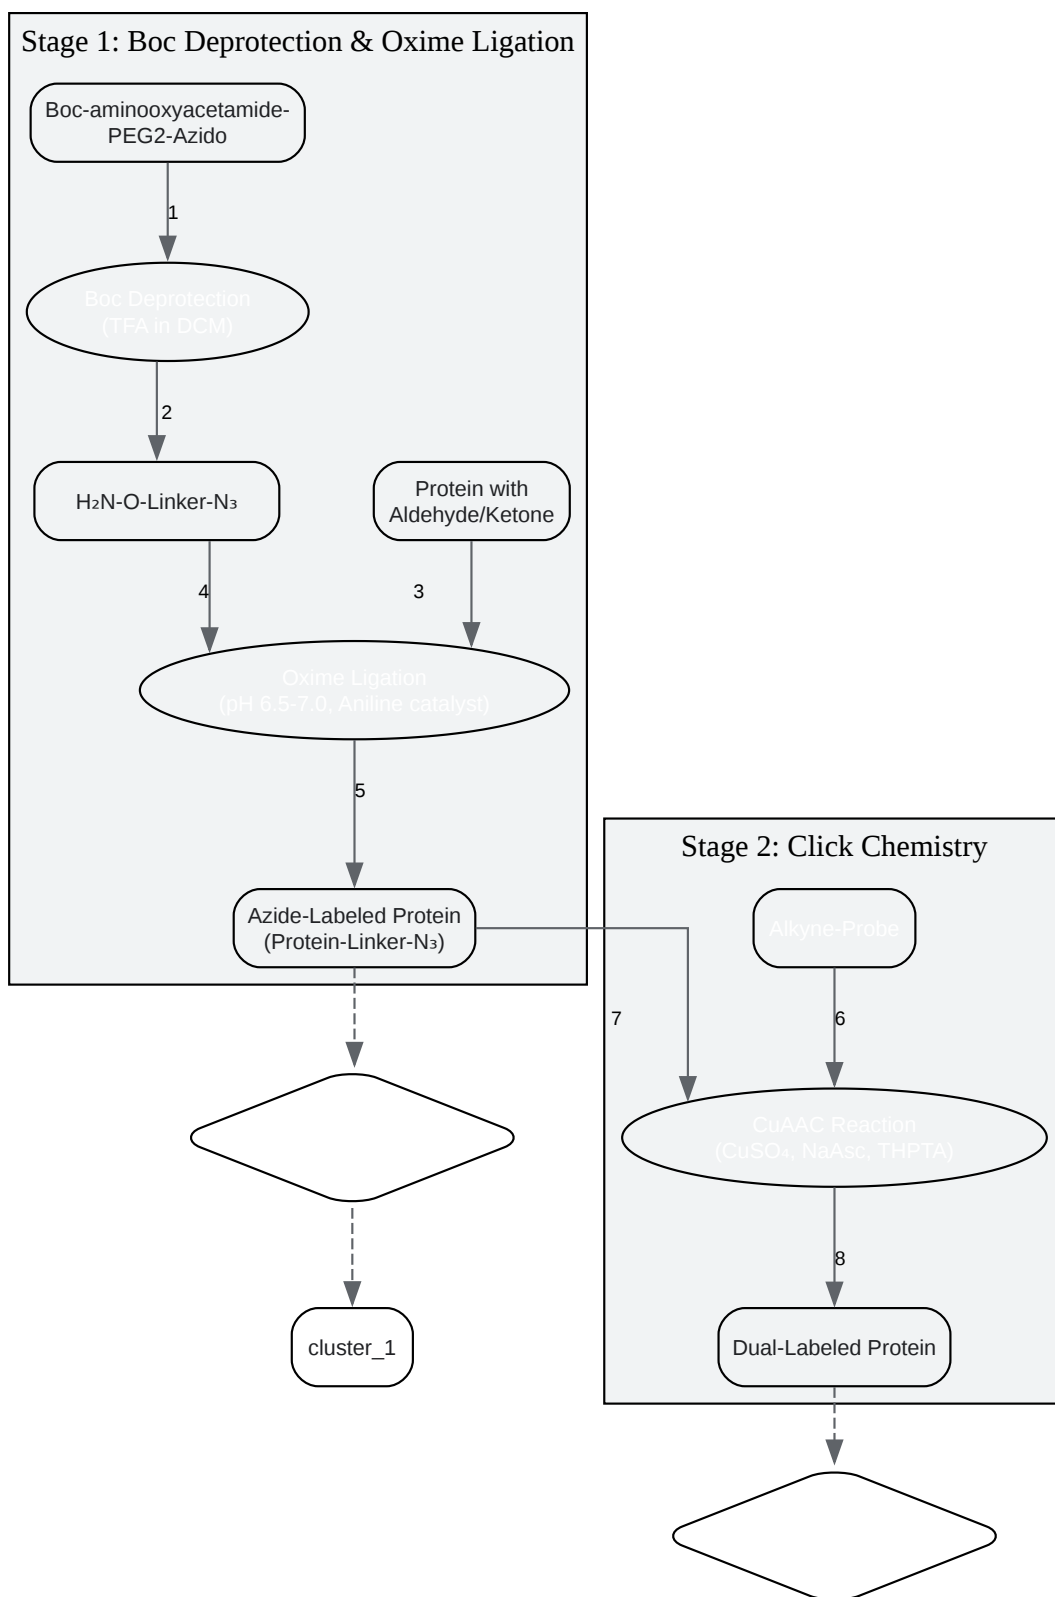 Stage 1: Boc Deprotection & Oxime Ligation
Boc-aminooxyacetamide-
PEG2-Azido
1
Boc Deprotection
(TFA in DCM)
2
H₂N-O-Linker-N₃
Protein with
Aldehyde/Ketone
4
3
Oxime Ligation
(pH 6.5-7.0, Aniline catalyst)
5
Azide-Labeled Protein
(Protein-Linker-N₃)
Stage 2: Click Chemistry
Alkyne-Probe
7
6
CuAAC Reaction
(CuSO₄, NaAsc, THPTA)
8
cluster_1
Dual-Labeled Protein